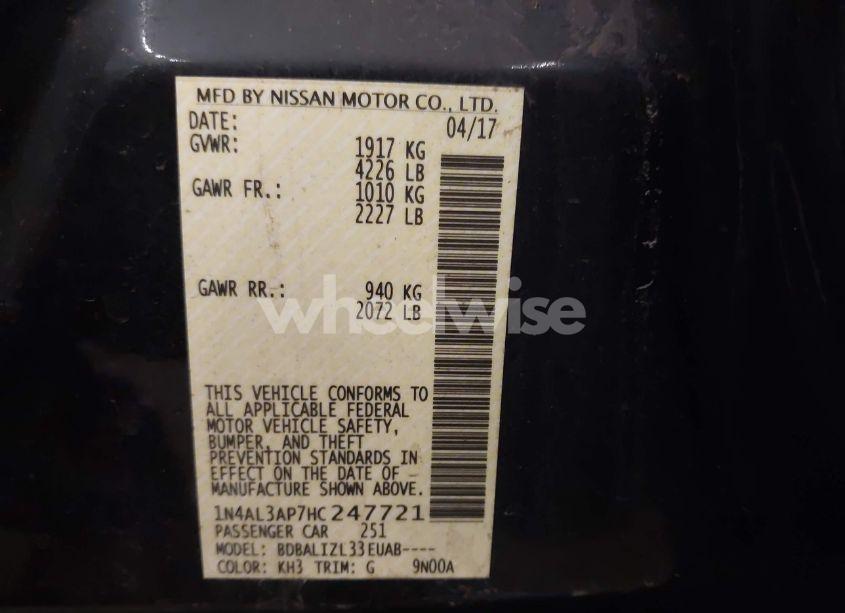 MFD BY NISSAN MOTOR CO., LTD.
DATE: 04/17
GVWR: 1917 KG
4226 LB
GAWR FR.: 1010 KG
2227 LB
GAWR RR.: 940 KG
2072 LB
wheelwise
THIS VEHICLE CONFORMS TO
ALL APPLICABLE FEDERAL
MOTOR VEHICLE SAFETY,
BUMPER, AND THEFT
PREVENTION STANDARDS IN
EFFECT ON THE DATE OF
MANUFACTURE SHOWN ABOVE.
1N4AL3AP7HC247721
PASSENGER CAR 251
MODEL: BDBALIZL33EUAB----
COLOR: KH3 TRIM: G 9N00A